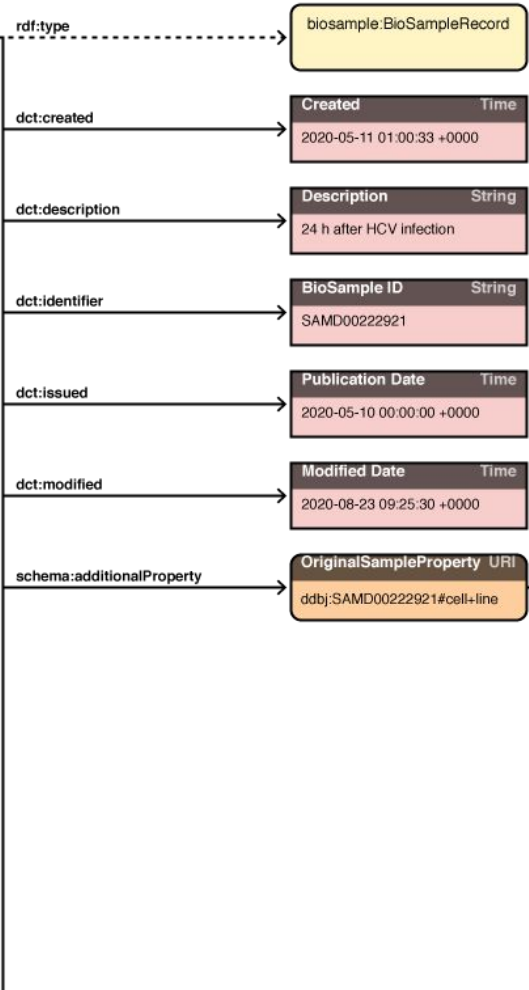 rdf:type
biosample:BioSampleRecord
dct:created
Created Time
2020-05-11 01:00:33 +0000
dct:description
Description String
24 h after HCV infection
dct:identifier
BioSample ID String
SAMD00222921
dct:issued
Publication Date Time
2020-05-10 00:00:00 +0000
dct:modified
Modified Date Time
2020-08-23 09:25:30 +0000
schema:additionalProperty
OriginalSampleProperty URI
ddbj:SAMD00222921#cell+line